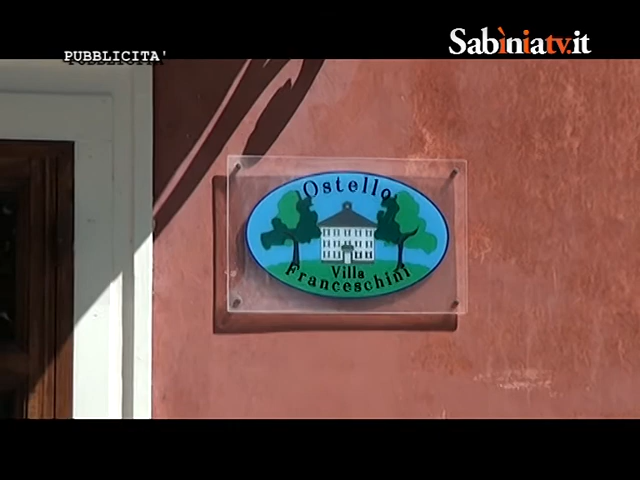 PUBBLICITA'
Sabìniatv.it
Ostello
Villa
Franceschini